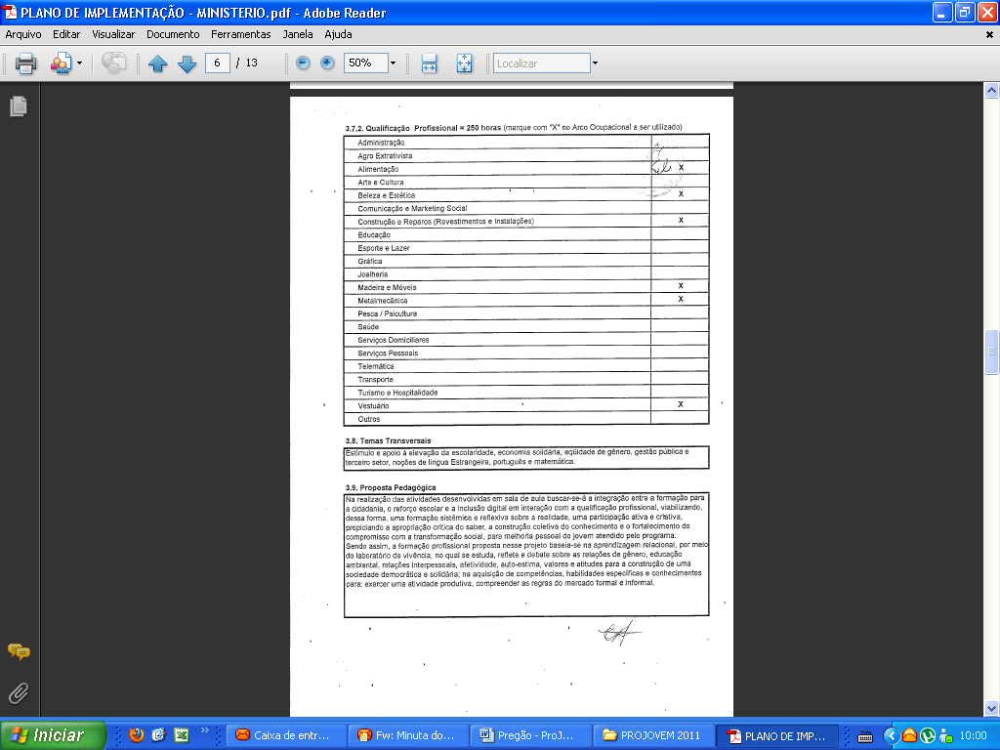 PLANO DE IMPLEMENTAÇÃO - MINISTERIO.pdf - Adobe Reader
Arquivo Editar Visualizar Documento Ferramentas Janela Ajuda
6 / 13 50% Localizar
3.7.2. Qualificação Profissional = 250 horas (marque com "X" no Arco Ocupacional a ser utilizado)
Administração
Agro Extrativista
Alimentação X
Arte e Cultura
Beleza e Estética X
Comunicação e Marketing Social
Construção e Reparos (Revestimentos e Instalações) X
Educação
Esporte e Lazer
Gráfica
Joalheria
Madeira e Móveis X
Metalmecânica X
Pesca / Psicultura
Saúde
Serviços Domiciliares
Serviços Pessoais
Telemática
Transporte
Turismo e Hospitalidade
Vestuário X
Outros
3.8. Temas Transversais
Estímulo e apoio à elevação da escolaridade, economia solidária, eqüidade de gênero, gestão pública e
terceiro setor, noções de língua Estrangeira, português e matemática.
3.9. Proposta Pedagógica
Na realização das atividades desenvolvidas em sala de aula buscar-se-á a integração entre a formação para
a cidadania, o reforço escolar e a inclusão digital em interação com a qualificação profissional, viabilizando,
dessa forma, uma formação sistêmica e reflexiva sobre a realidade, uma participação ativa e criativa,
propiciando a apropriação crítica do saber, a construção coletiva do conhecimento e o fortalecimento do
compromisso com a transformação social, para melhoria pessoal do jovem atendido pelo programa.
Sendo assim, a formação profissional proposta nesse projeto baseia-se na aprendizagem relacional, por meio
do laboratório de vivência, no qual se estuda, reflete e debate sobre as relações de gênero, educação
ambiental, relações interpessoais, afetividade, auto-estima, valores e atitudes para a construção de uma
sociedade democrática e solidária; na aquisição de competências, habilidades específicas e conhecimentos
para: exercer uma atividade produtiva, compreender as regras do mercado formal e informal.
Iniciar Caixa de entr... Fw: Minuta do... Pregão - ProJ... PROJOVEM 2011 PLANO DE IMP... 10:00